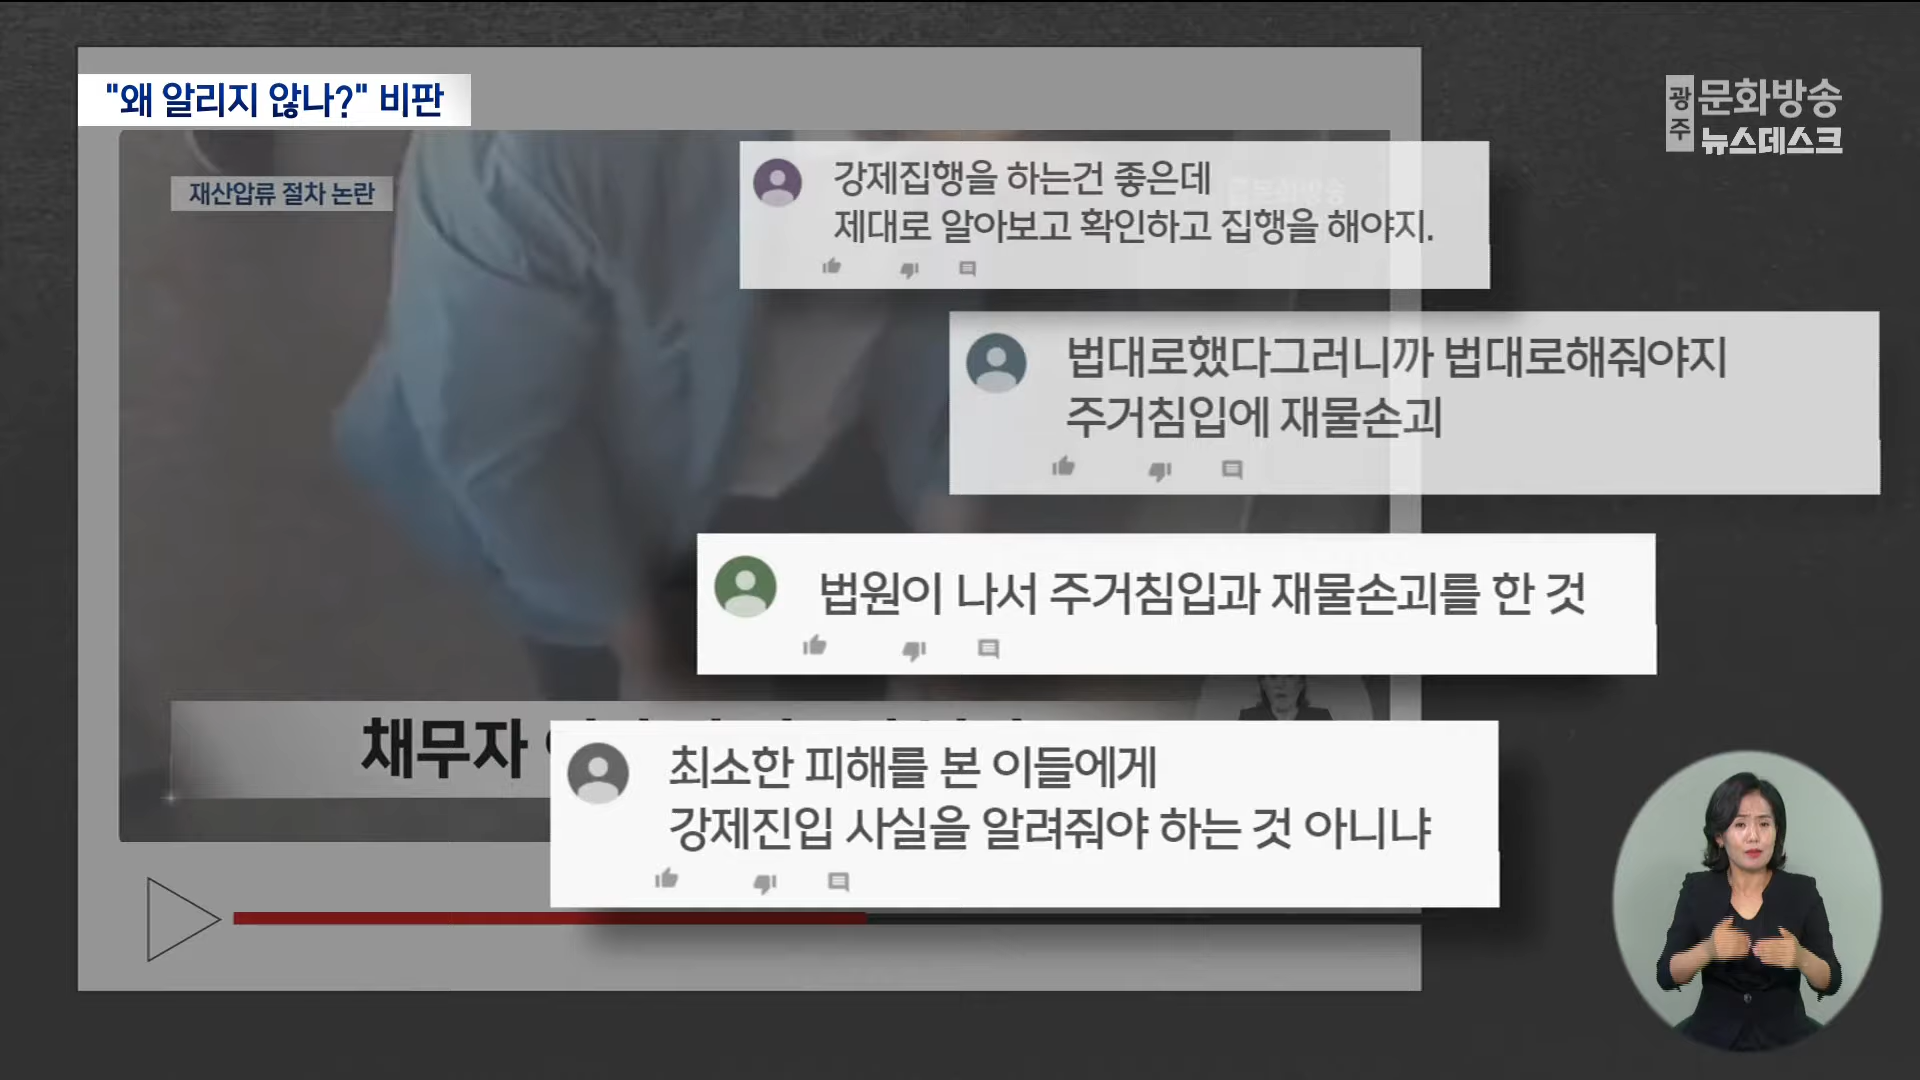 "왜 알리지 않나?" 비판
광주
문화방송
뉴스데스크
재산압류 절차 논란
강제집행을 하는건 좋은데
제대로 알아보고 확인하고 집행을 해야지.
법대로했다그러니까 법대로해줘야지
주거침입에 재물손괴
법원이 나서 주거침입과 재물손괴를 한 것
채무자
최소한 피해를 본 이들에게
강제진입 사실을 알려줘야 하는 것 아니냐